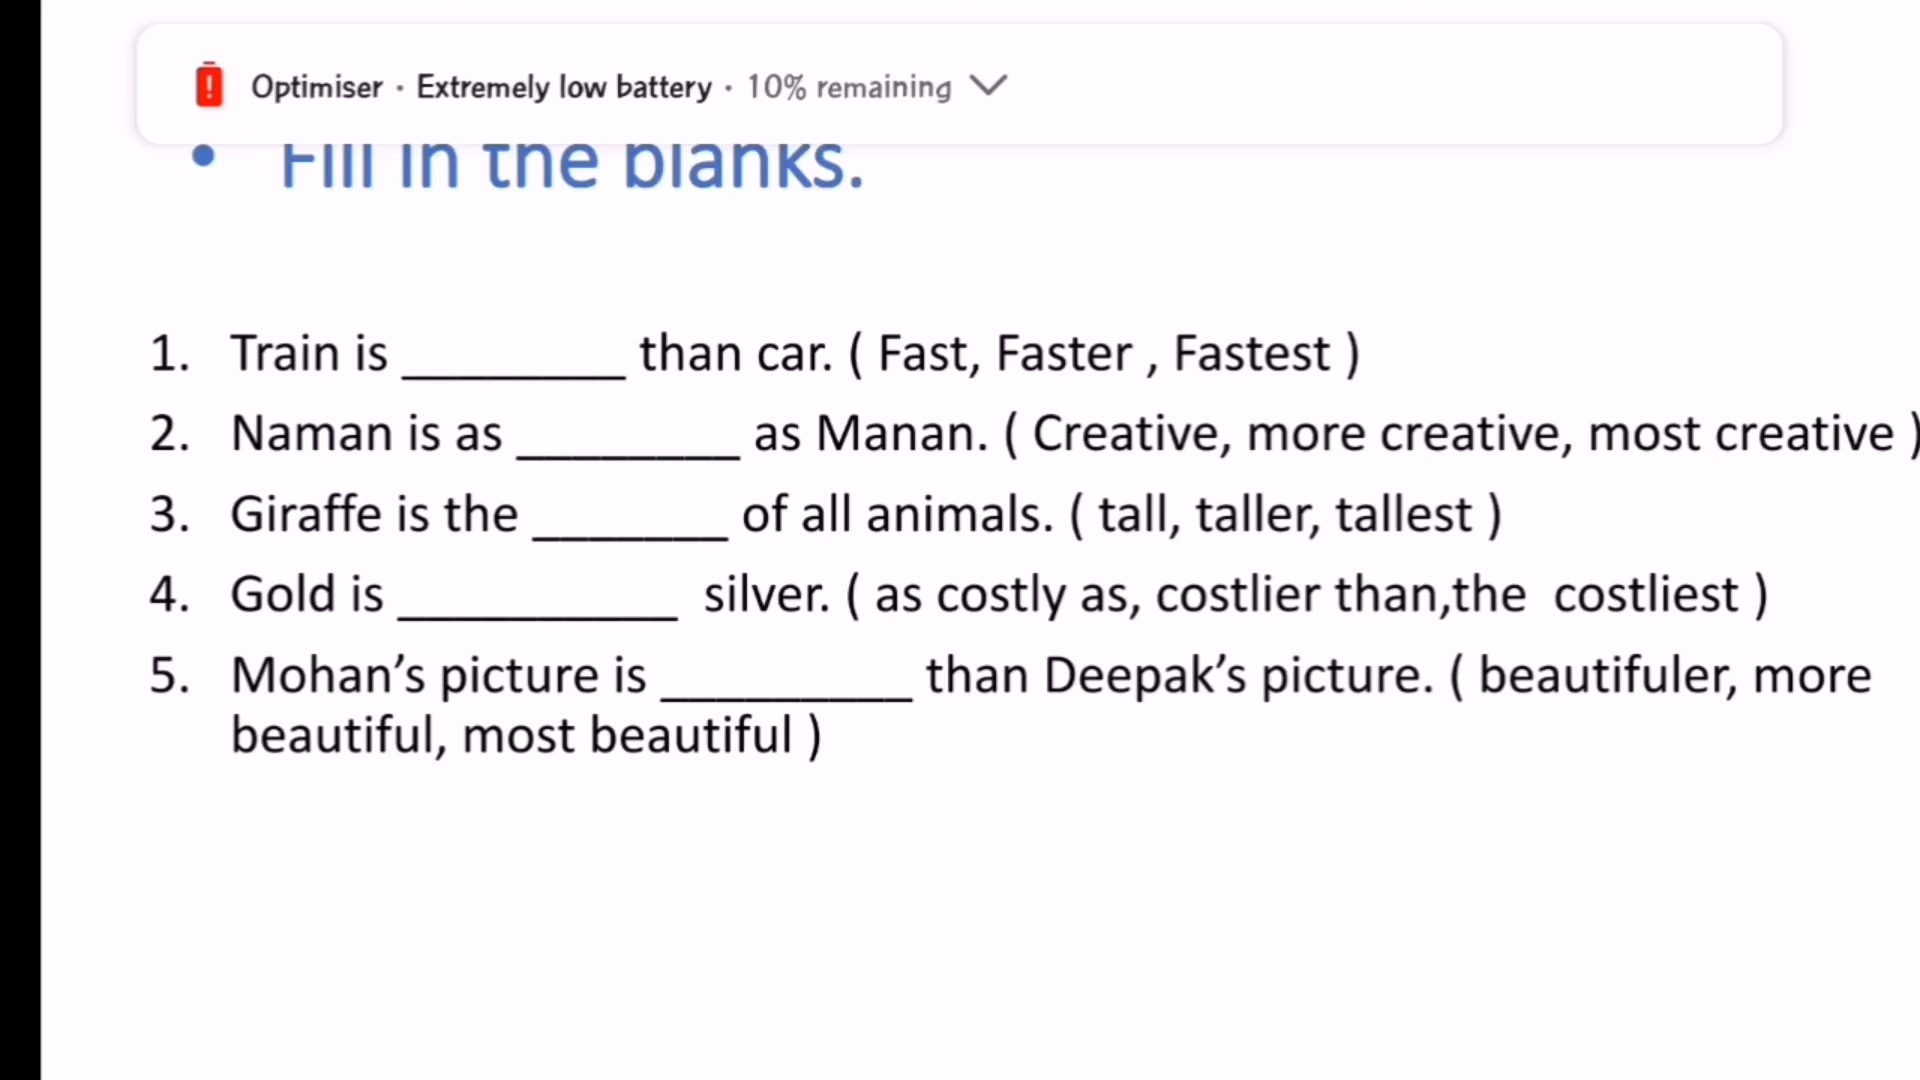 Optimiser · Extremely low battery · 10% remaining
• Fill in the blanks.
1. Train is ________ than car. ( Fast, Faster , Fastest )
2. Naman is as ________ as Manan. ( Creative, more creative, most creative )
3. Giraffe is the _______ of all animals. ( tall, taller, tallest )
4. Gold is __________ silver. ( as costly as, costlier than,the costliest )
5. Mohan’s picture is _________ than Deepak’s picture. ( beautifuler, more
beautiful, most beautiful )